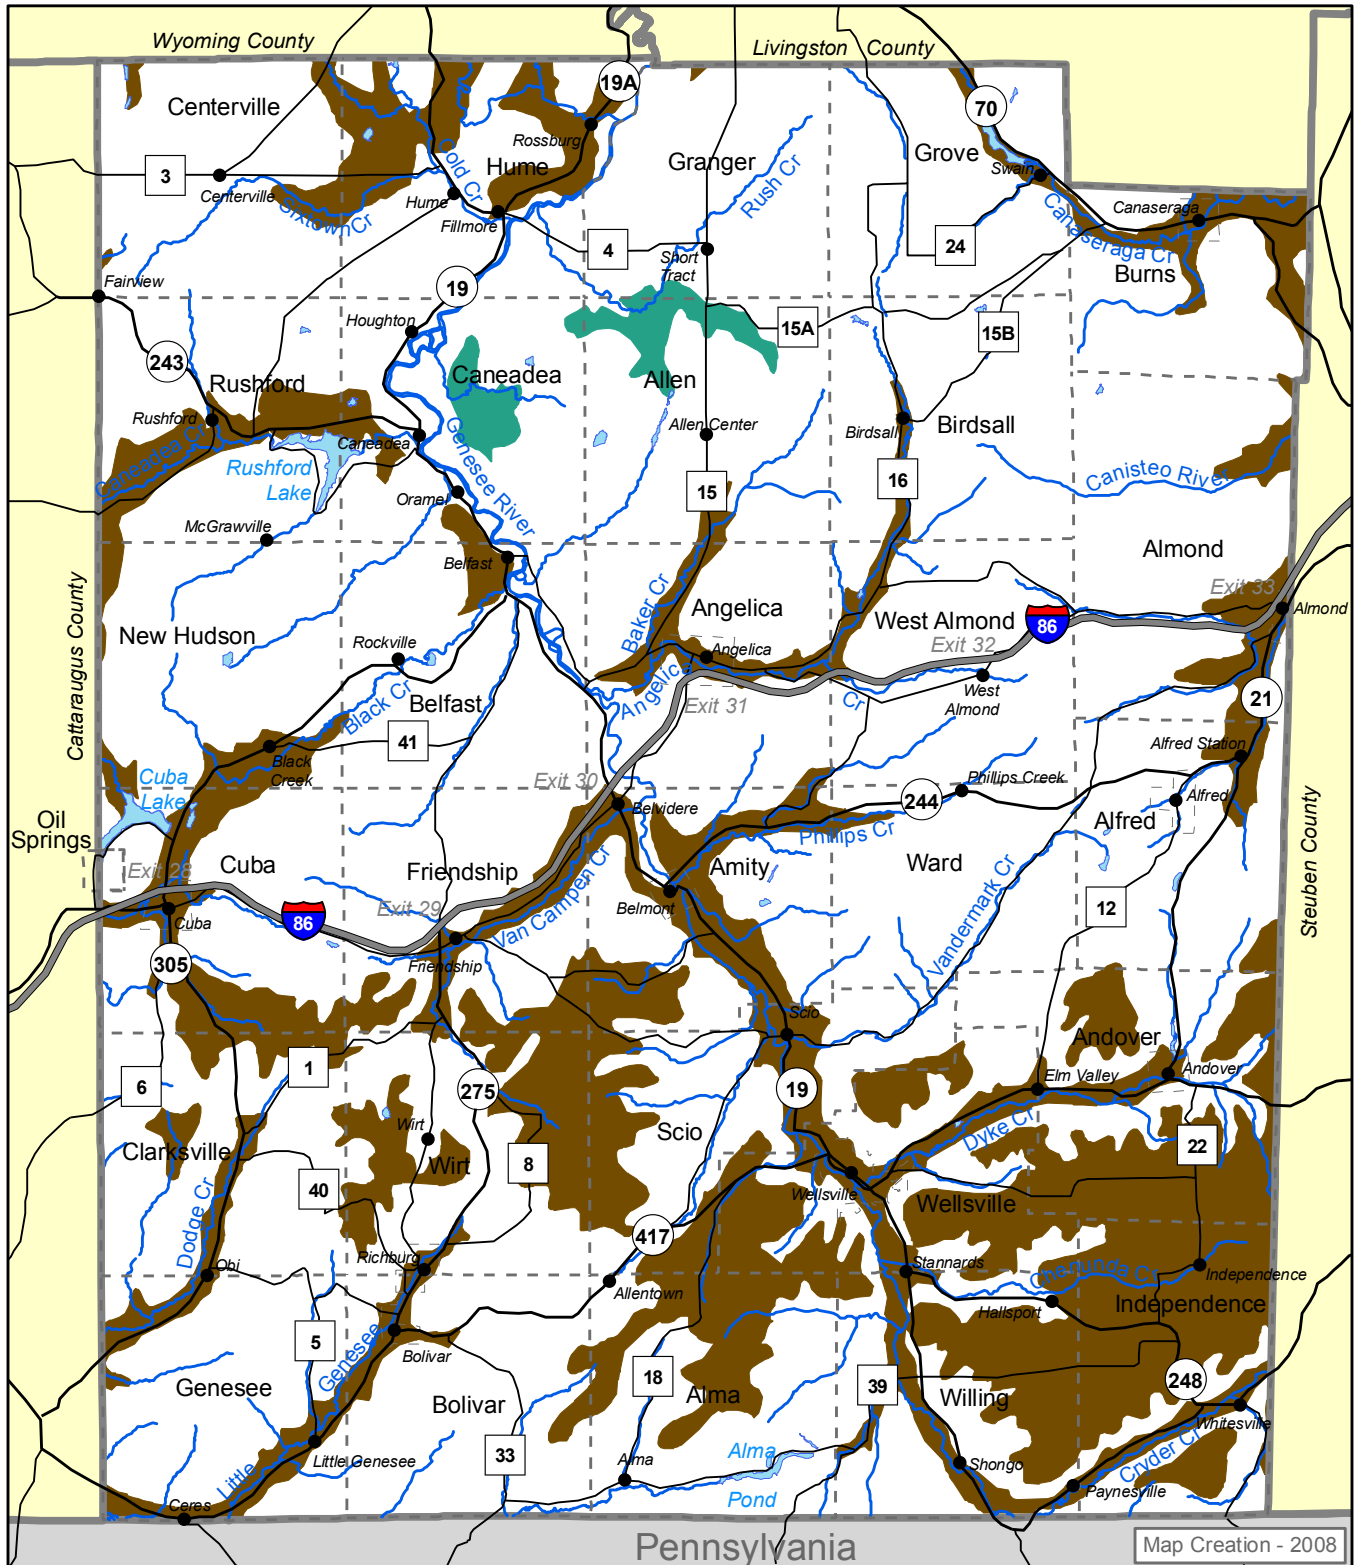 Wyoming County
Livingston County
19A
70
Centerville
Rossburg
Hume
Granger
Grove
Swain
3
Centerville
Sixtown Cr
Cold Cr
Hume
Fillmore
Rush Cr
4
Short
Tract
24
Canaseraga
Canaseraga Cr
Burns
Fairview
19
Houghton
15A
15B
243
Rushford
Caneadea
Allen
Rushford
Caneadea
Allen Center
Birdsall
Birdsall
Caneadea Cr
Rushford
Lake
Genesee River
Oramel
15
16
Canisteo River
McGrawville
Belfast
Almond
Exit 33
Almond
Cattaraugus County
New Hudson
Rockville
Baker Cr
Angelica
Angelica
West Almond
86
Exit 32
Belfast
Black Cr
Angelica Cr
West
Almond
21
Exit 31
41
Black
Creek
Alfred Station
Cuba
Lake
Exit 30
Belvidere
Phillips Creek
244
Alfred
Alfred
Oil
Springs
Phillips Cr
Cuba
Exit 28
Friendship
Amity
Ward
Steuben County
Van Campen Cr
Vandermark Cr
Belmont
12
86
Exit 29
Cuba
Friendship
305
Scio
Andover
1
6
275
19
Elm Valley
Andover
Wirt
Wirt
Scio
Dyke Cr
22
Clarksville
8
40
Wellsville
Wellsville
Dodge Cr
417
Richburg
Obi
Stannards
Chenunda Cr
Independence
Allentown
Hallsport
Independence
5
Bolivar
Genesee
18
39
248
Genesee
Bolivar
Alma
Willing
Whitesville
Little Genesee
33
Alma
Alma
Pond
Shongo
Cryder Cr
Paynesville
Little
Ceres
Pennsylvania
Map Creation - 2008